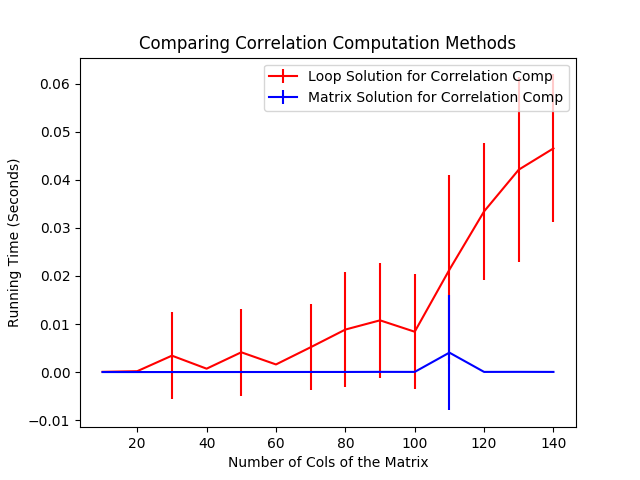 Comparing Correlation Computation Methods
Loop Solution for Correlation Comp
Matrix Solution for Correlation Comp
0.06
0.05
0.04
0.03
0.02
0.01
0.00
−0.01
Running Time (Seconds)
20 40 60 80 100 120 140
Number of Cols of the Matrix